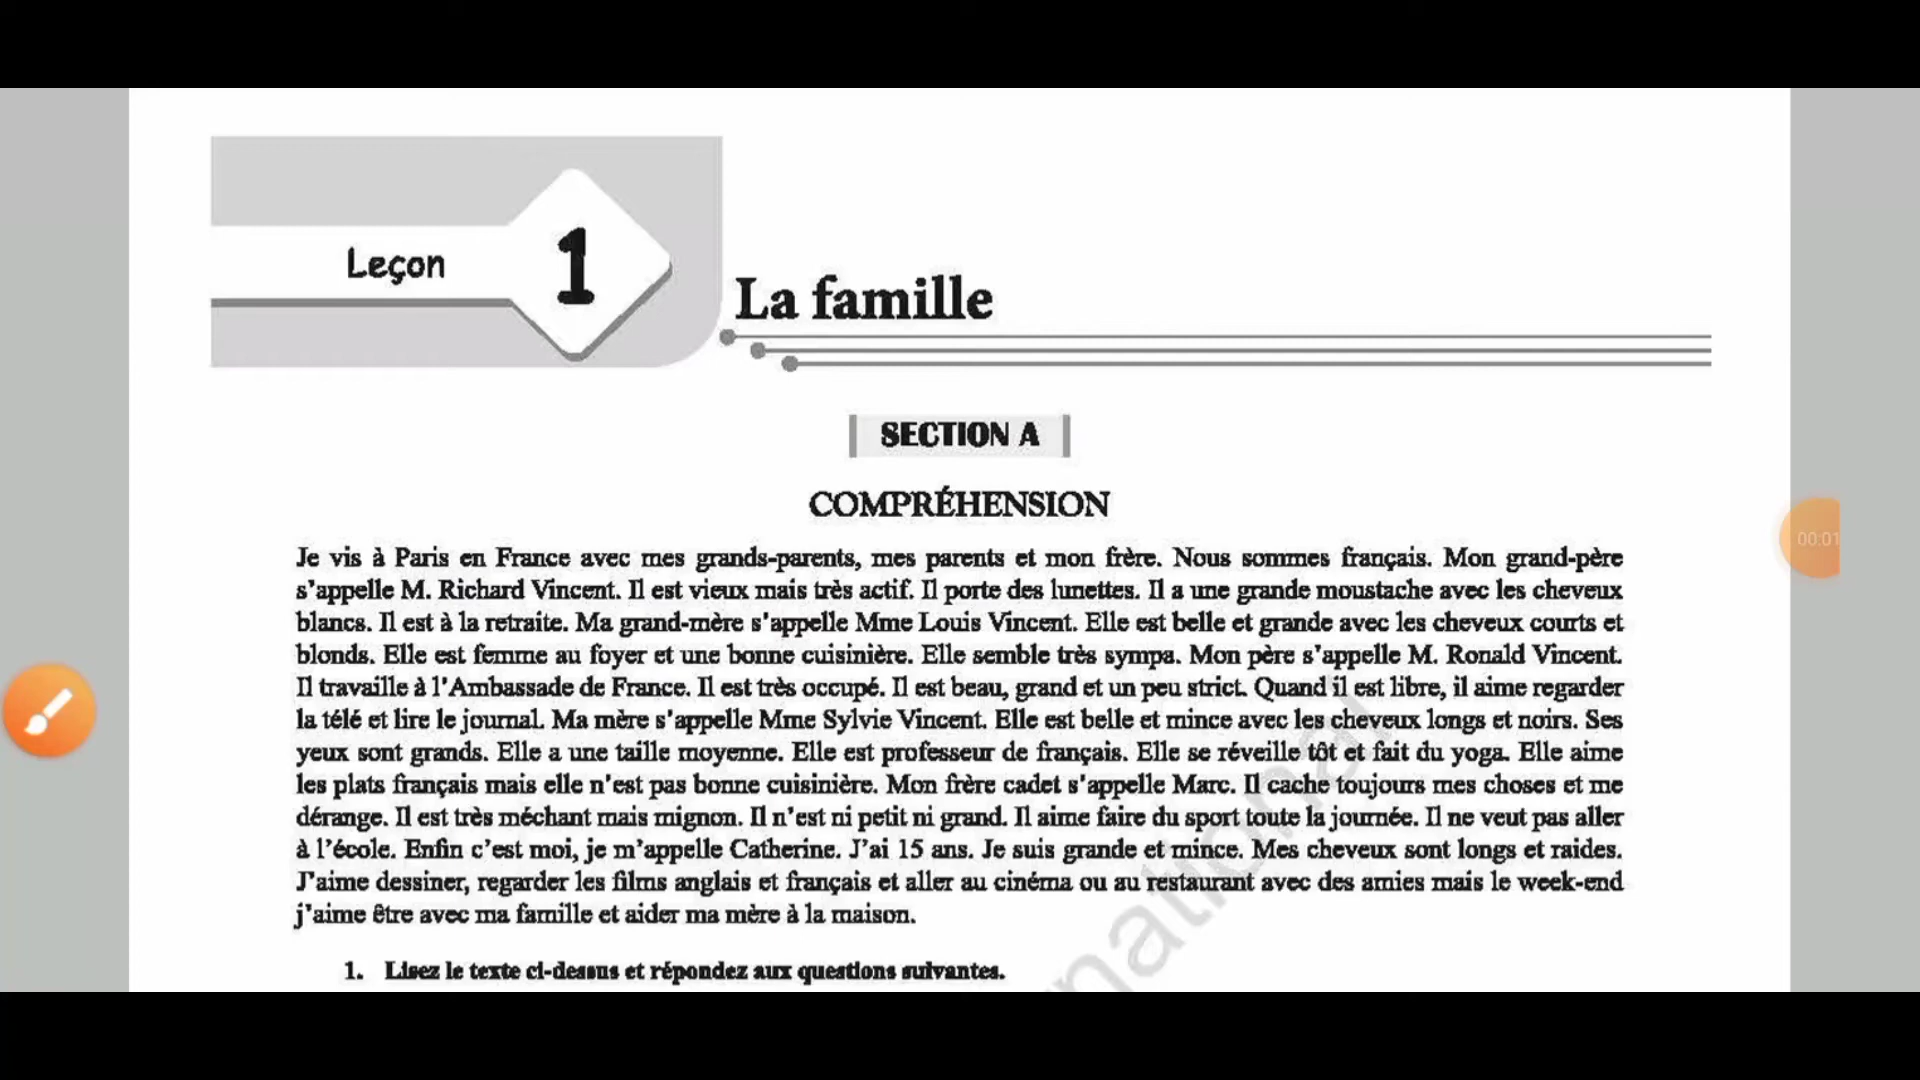 Leçon
1
La famille
SECTION A
COMPRÉHENSION
Je vis à Paris en France avec mes grands-parents, mes parents et mon frère. Nous sommes français. Mon grand-père
s'appelle M. Richard Vincent. Il est vieux mais très actif. Il porte des lunettes. Il a une grande moustache avec les cheveux
blancs. Il est à la retraite. Ma grand-mère s'appelle Mme Louis Vincent. Elle est belle et grande avec les cheveux courts et
blonds. Elle est femme au foyer et une bonne cuisinière. Elle semble très sympa. Mon père s'appelle M. Ronald Vincent.
Il travaille à l'Ambassade de France. Il est très occupé. Il est beau, grand et un peu strict. Quand il est libre, il aime regarder
la télé et lire le journal. Ma mère s'appelle Mme Sylvie Vincent. Elle est belle et mince avec les cheveux longs et noirs. Ses
yeux sont grands. Elle a une taille moyenne. Elle est professeur de français. Elle se réveille tôt et fait du yoga. Elle aime
les plats français mais elle n'est pas bonne cuisinière. Mon frère cadet s'appelle Marc. Il cache toujours mes choses et me
dérange. Il est très méchant mais mignon. Il n'est ni petit ni grand. Il aime faire du sport toute la journée. Il ne veut pas aller
à l'école. Enfin c'est moi, je m'appelle Catherine. J'ai 15 ans. Je suis grande et mince. Mes cheveux sont longs et raides.
J'aime dessiner, regarder les films anglais et français et aller au cinéma ou au restaurant avec des amies mais le week-end
j'aime être avec ma famille et aider ma mère à la maison.
1. Lisez le texte ci-dessus et répondez aux questions suivantes.
00:01